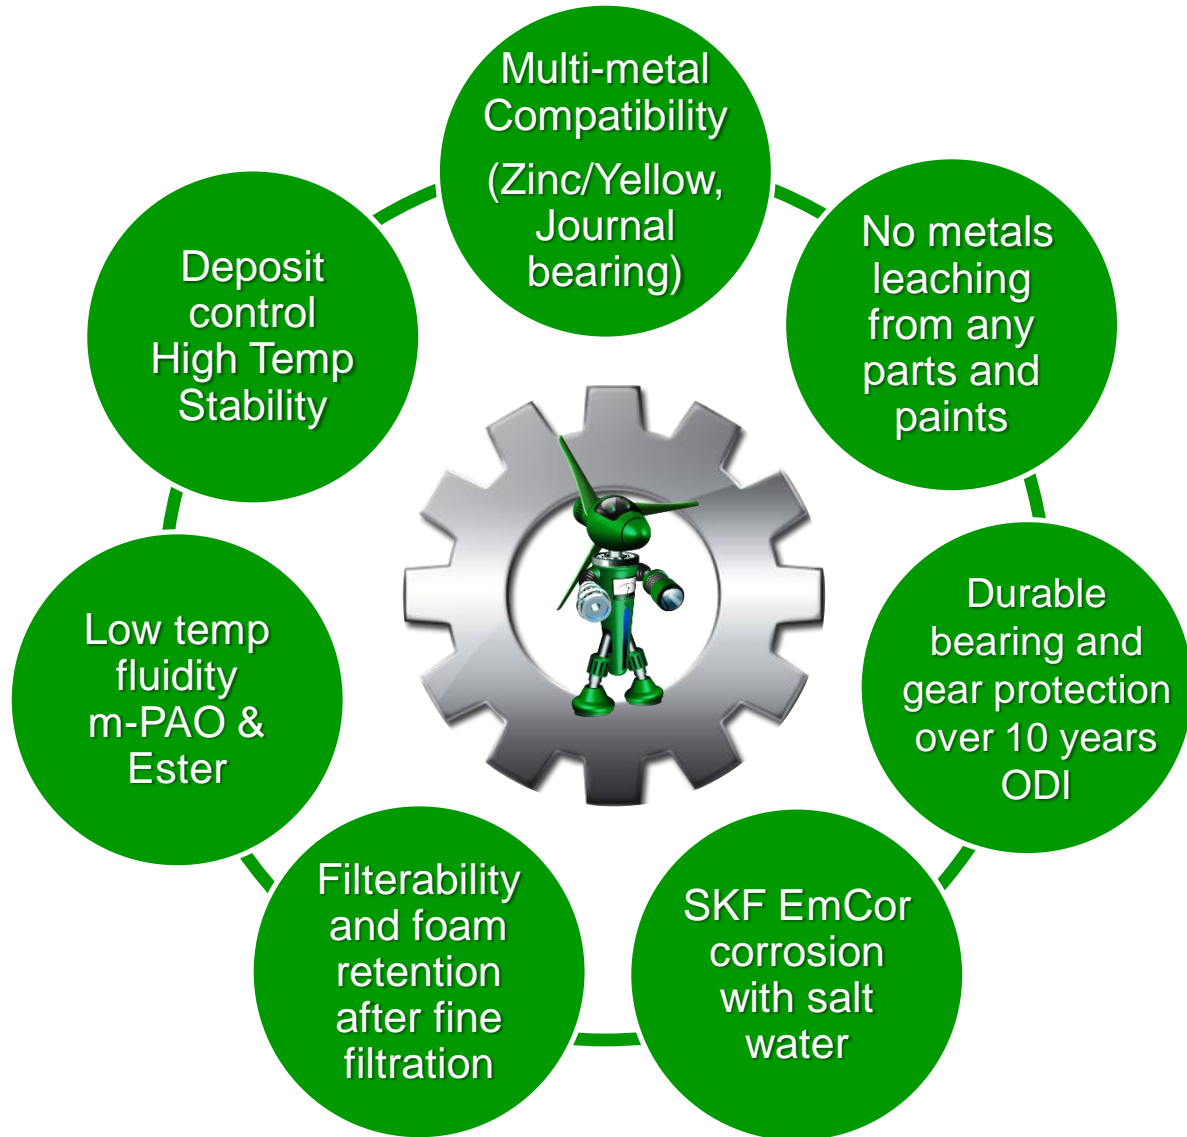 Multi-metal
Compatibility
(Zinc/Yellow,
Journal
bearing)
No metals
leaching
from any
parts and
paints
Durable
bearing and
gear protection
over 10 years
ODI
SKF EmCor
corrosion
with salt
water
Filterability
and foam
retention
after fine
filtration
Low temp
fluidity
m-PAO &
Ester
Deposit
control
High Temp
Stability